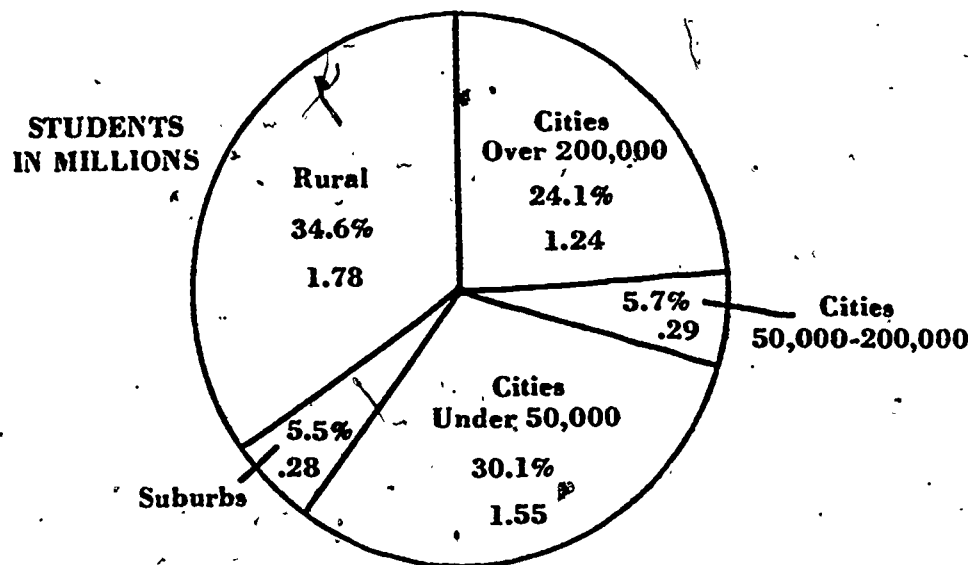 STUDENTS
IN MILLIONS
Rural
34.6%
1.78
Cities
Over 200,000
24.1%
1.24
5.7%
.29
Cities
50,000-200,000
Cities
Under 50,000
30.1%
1.55
5.5%
.28
Suburbs